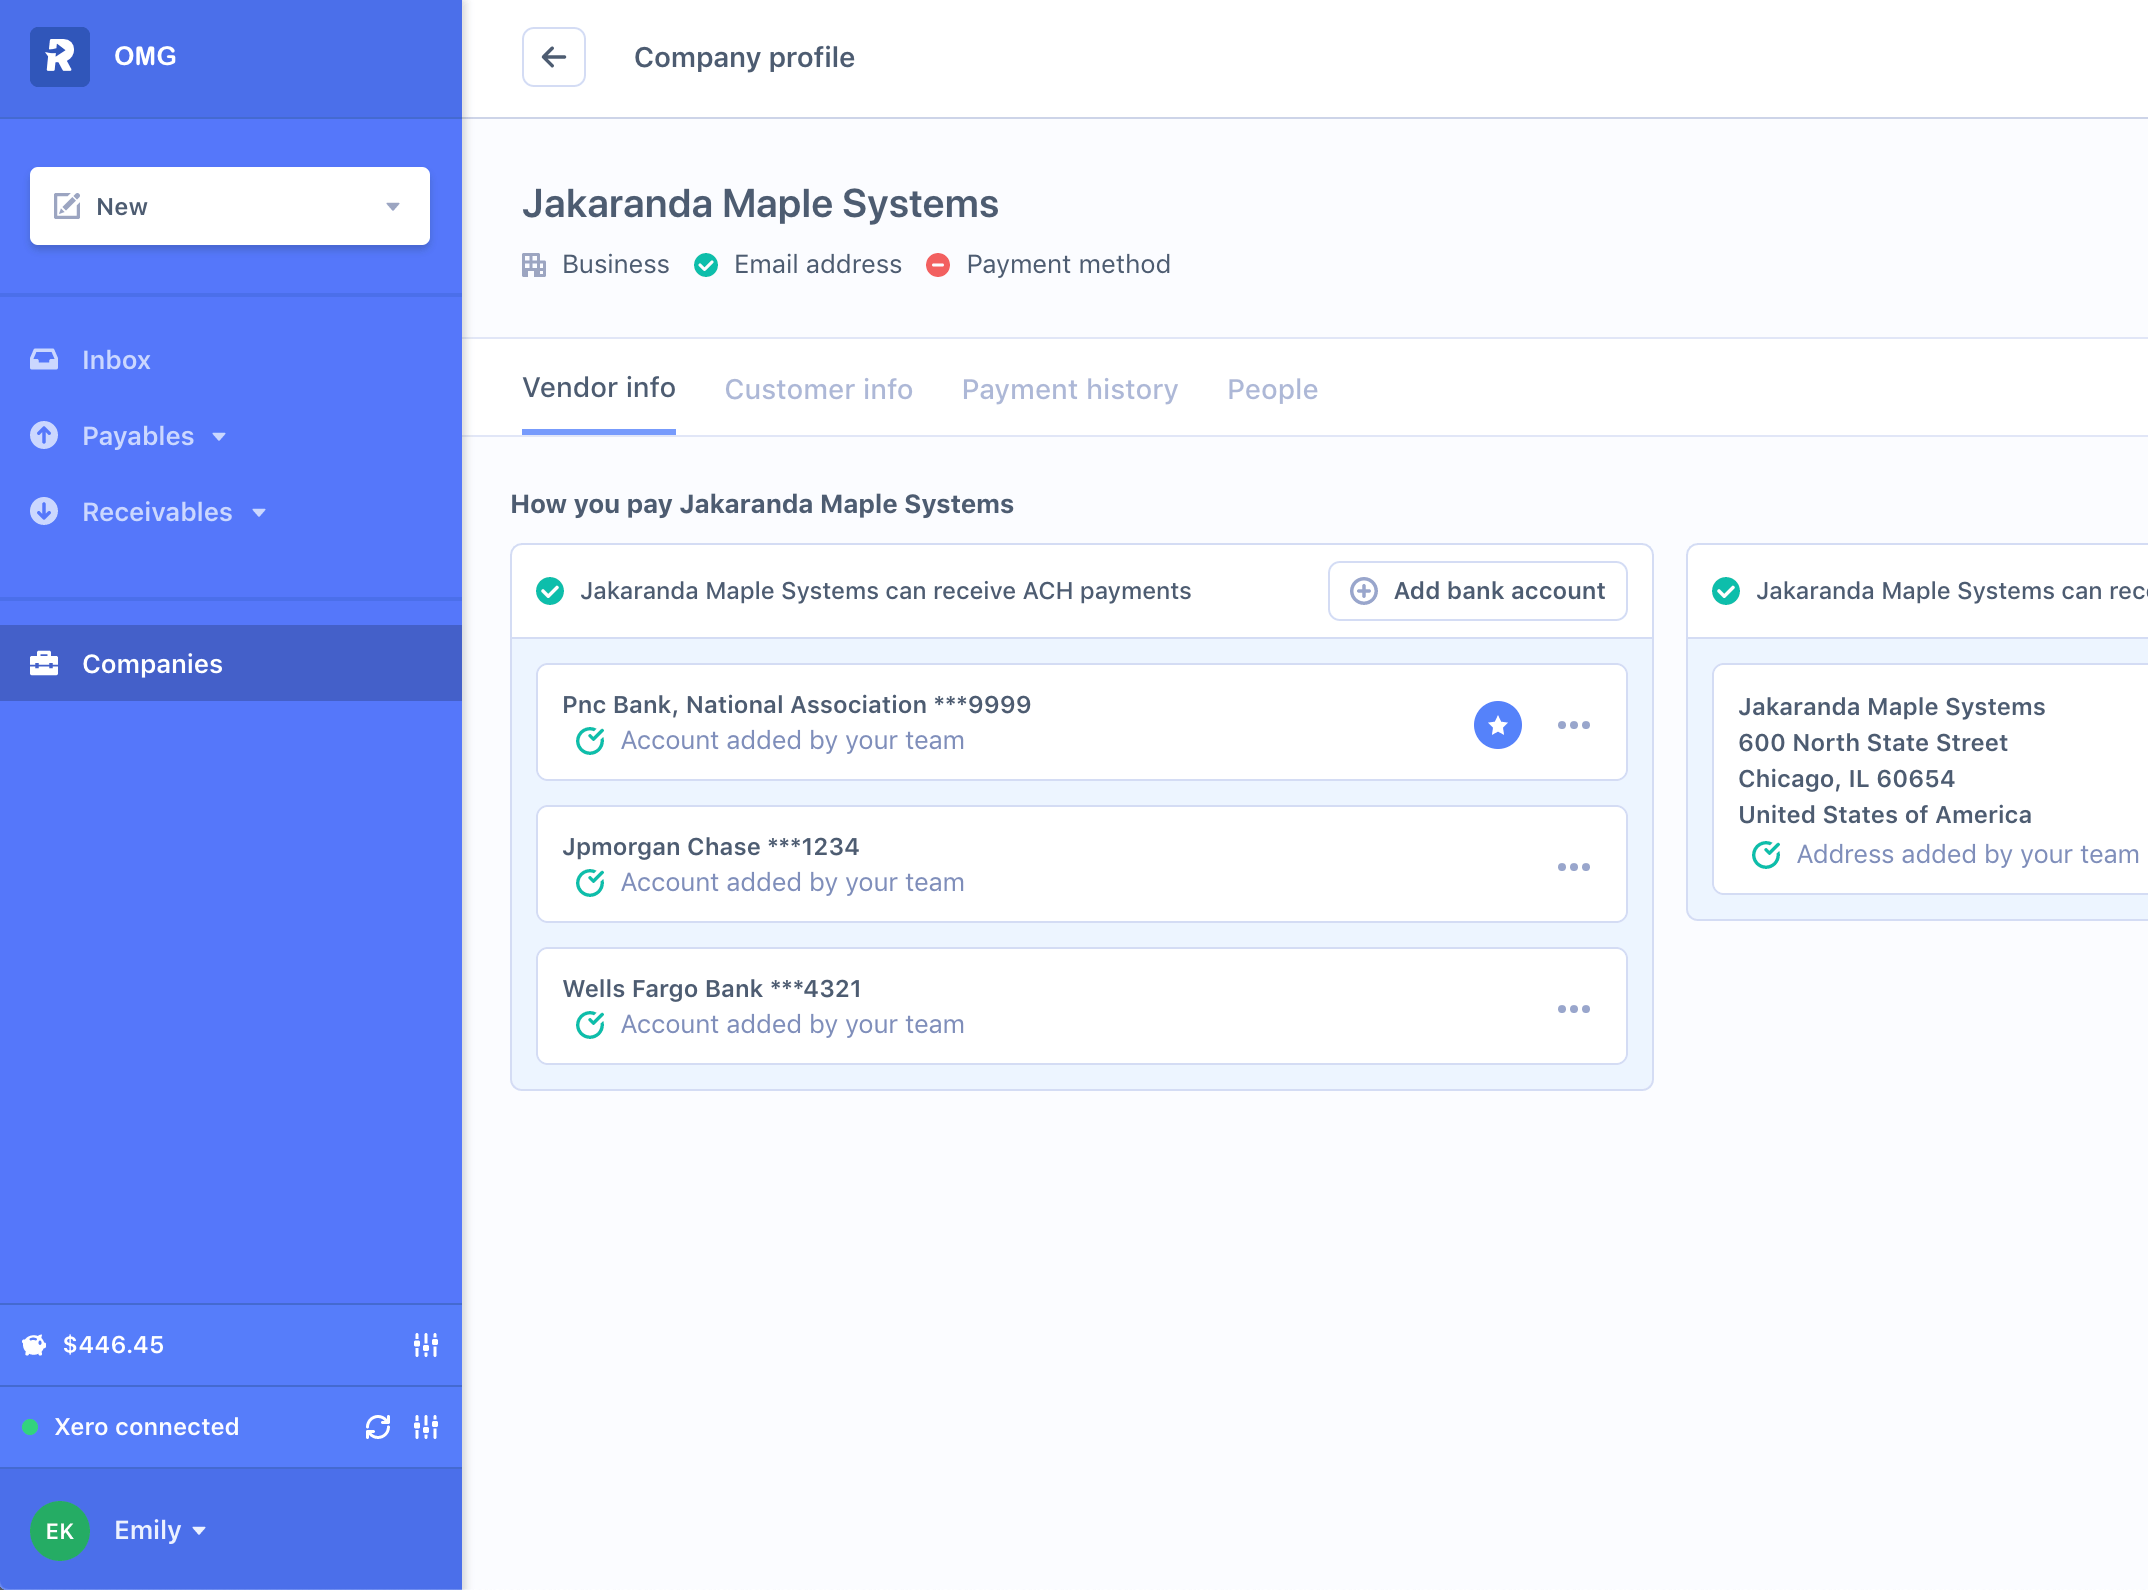 OMG
New
Inbox
Payables
Receivables
Companies
$446.45
Xero connected
EK
Emily
Company profile
Jakaranda Maple Systems
Business Email address Payment method
Vendor info Customer info Payment history People
How you pay Jakaranda Maple Systems
Jakaranda Maple Systems can receive ACH payments
Add bank account
Pnc Bank, National Association ***9999
Account added by your team
Jpmorgan Chase ***1234
Account added by your team
Wells Fargo Bank ***4321
Account added by your team
Jakaranda Maple Systems can
Jakaranda Maple Systems
600 North State Street
Chicago, IL 60654
United States of America
Address added by your team